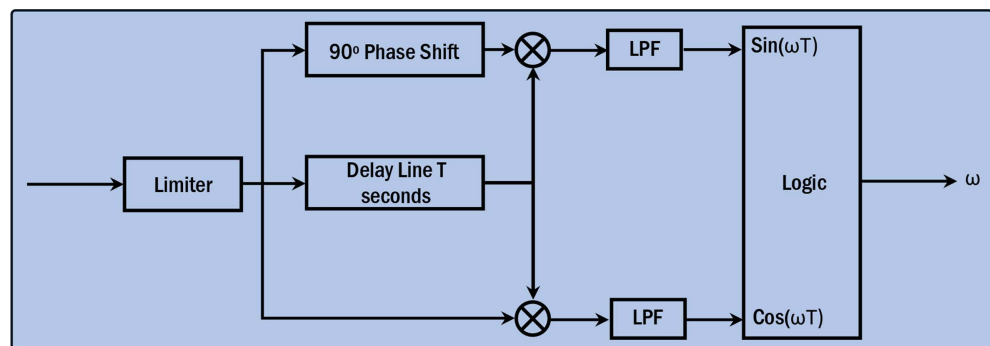 90º Phase Shift
LPF
Sin(ωT)
Limiter
Delay Line T
seconds
Logic
ω
LPF
Cos(ωT)